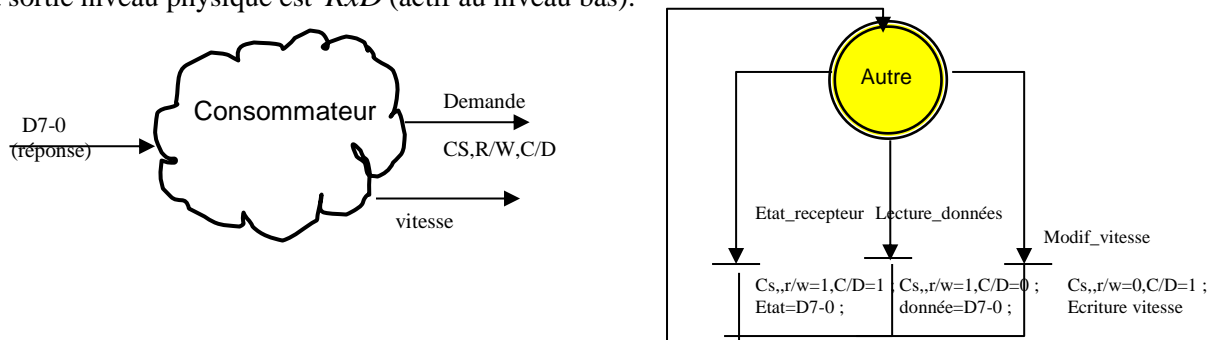 sortie niveau physique est RxD (actif au niveau bas).
Consommateur
D7-0
(réponse)
Demande
CS,R/W,C/D
vitesse
Autre
Etat_recepteur Lecture_données
Modif_vitesse
Cs,,r/w=1,C/D=1 ; Cs,,r/w=1,C/D=0 ; Cs,,r/w=0,C/D=1 ;
Etat=D7-0 ; donnée=D7-0 ; Ecriture vitesse